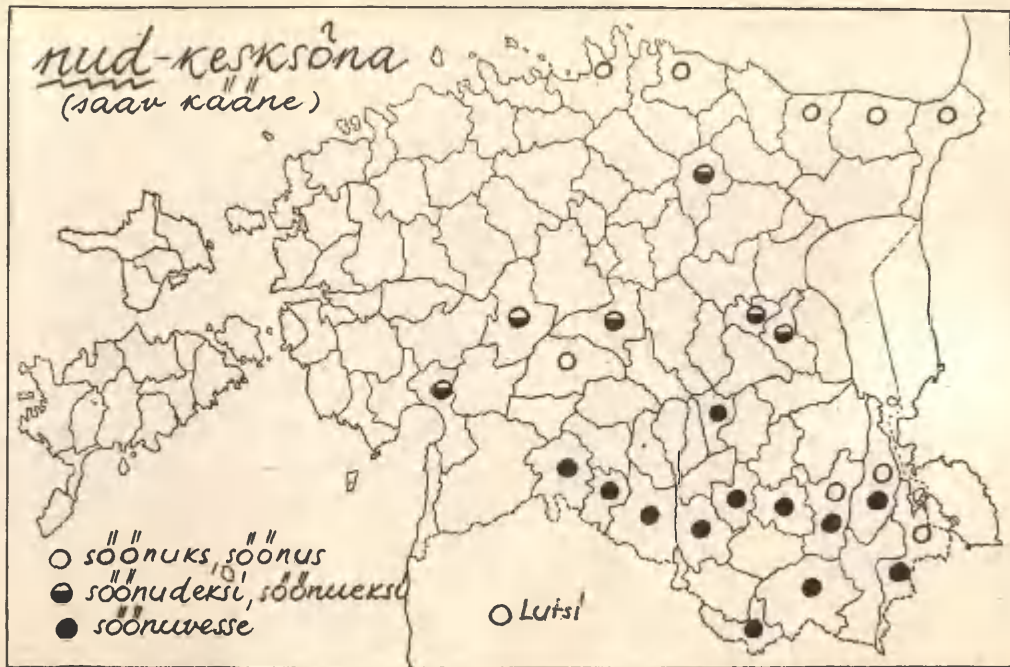 nud-kesksõna
(saav kääne)
○ söönuks, söönus
◒ söönudeksi, söönueksi
● söönuvesse
○ Lutsi